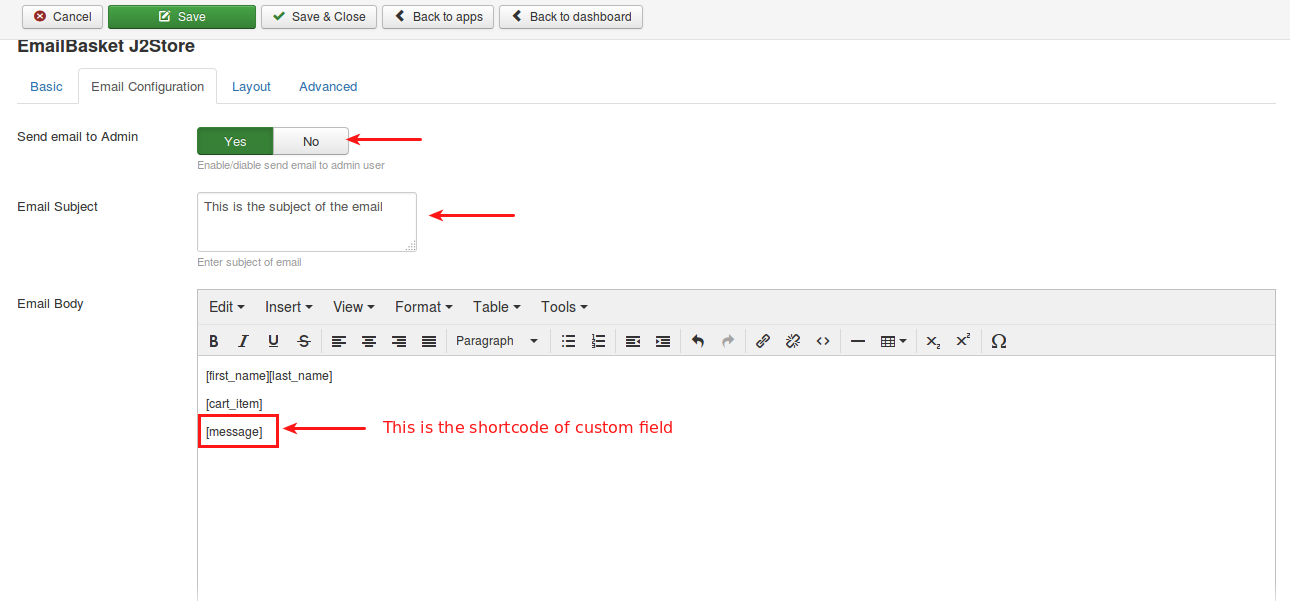 Cancel Save Save & Close Back to apps Back to dashboard
EmailBasket J2Store
Basic Email Configuration Layout Advanced
Send email to Admin Yes No
Enable/diable send email to admin user
Email Subject This is the subject of the email
Enter subject of email
Email Body Edit Insert View Format Table Tools
B I U S Paragraph x2 x2 Ω
[first_name][last_name]
[cart_item]
[message] This is the shortcode of custom field